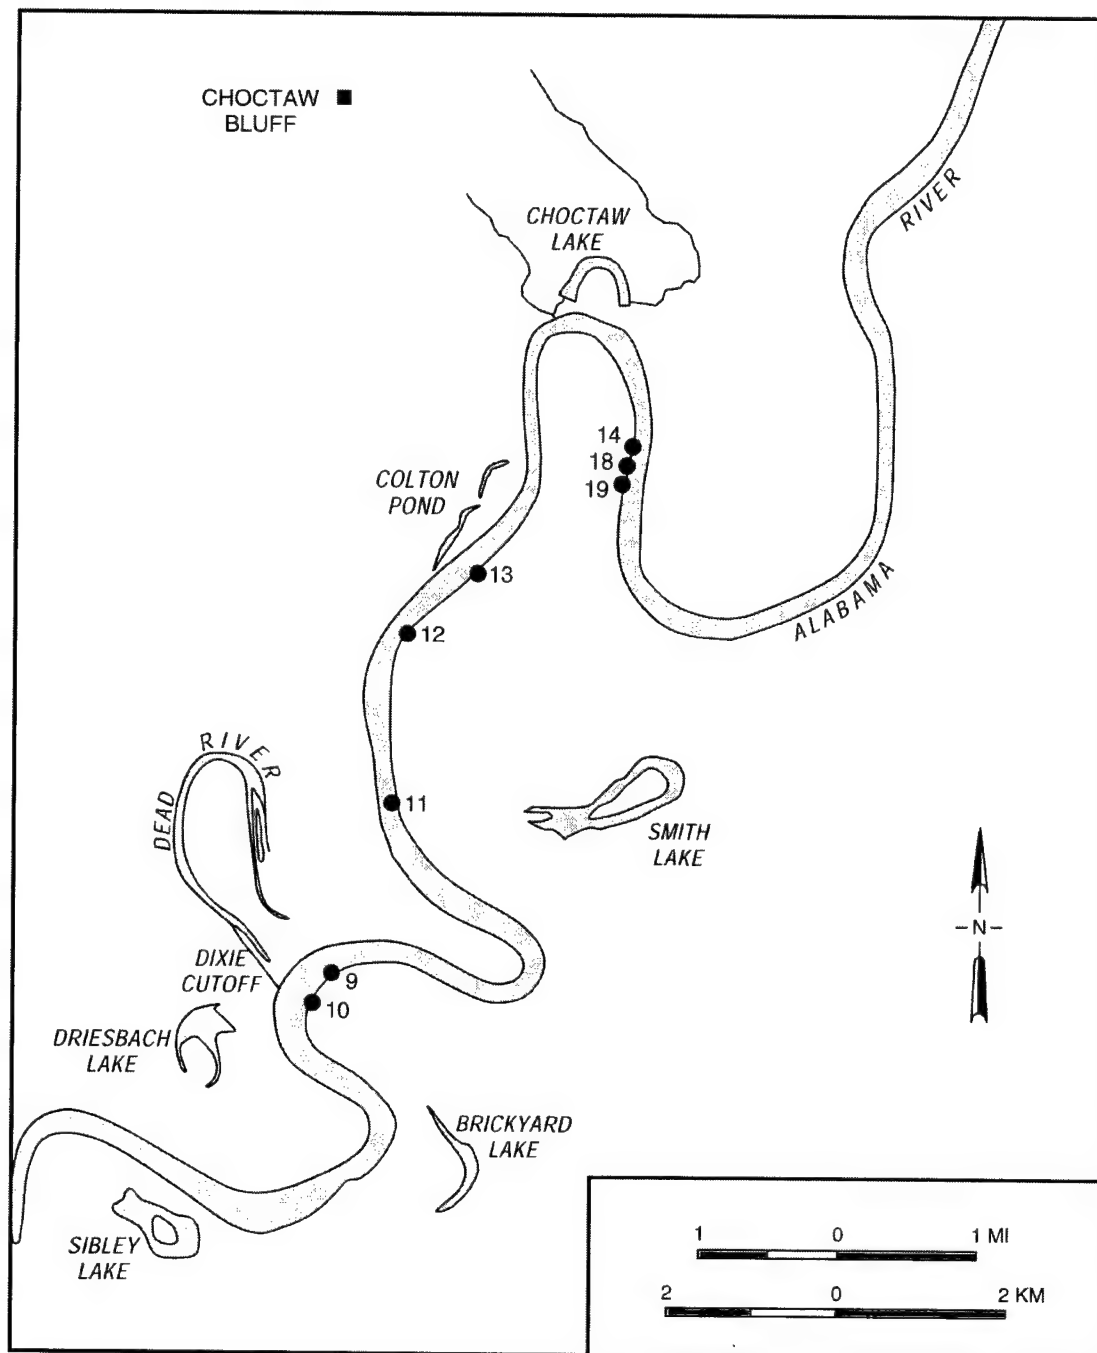 CHOCTAW
BLUFF
CHOCTAW
LAKE
RIVER
14
18
19
COLTON
POND
13
12
ALABAMA
DEAD
RIVER
11
SMITH
LAKE
N
DIXIE
CUTOFF
9
10
DRIESBACH
LAKE
BRICKYARD
LAKE
SIBLEY
LAKE
1 0 1 MI
2 0 2 KM